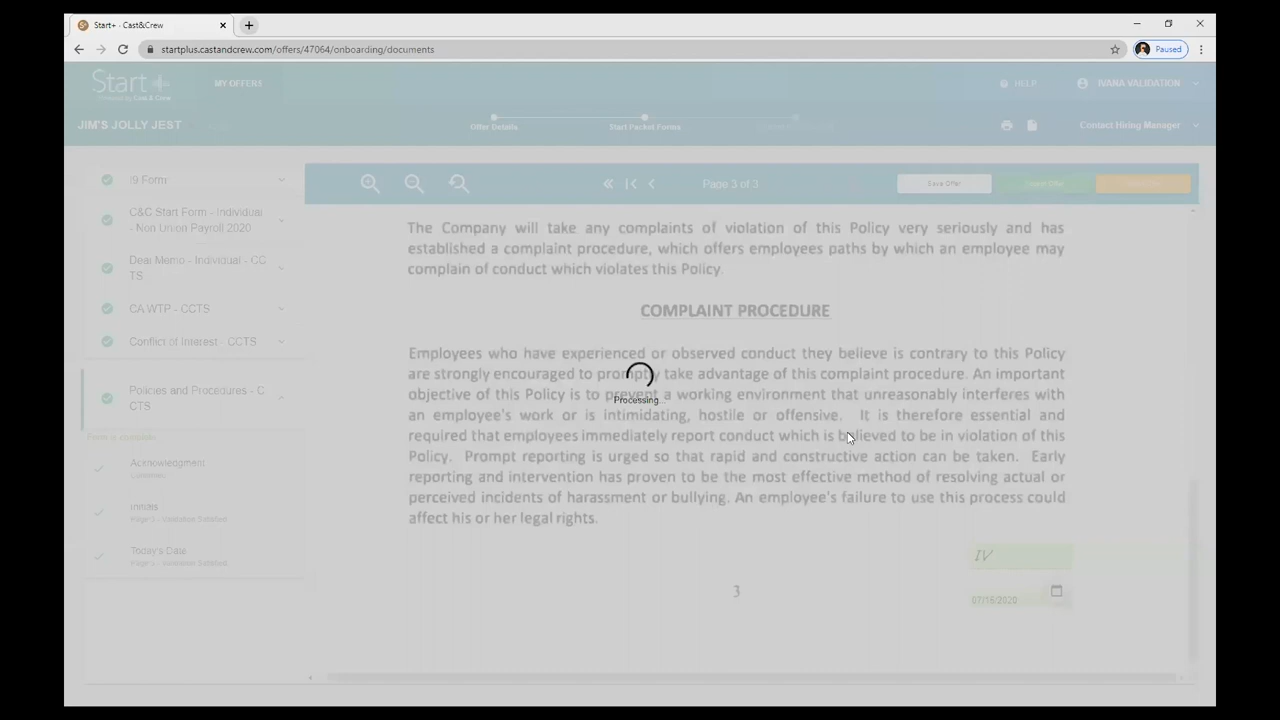 Start+ - Cast&Crew
startplus.castandcrew.com/offers/47064/onboarding/documents
Paused
Start+
MY OFFERS
HELP
IVANA VALIDATION
JIM'S JOLLY JEST
Offer Details
Start Packet Forms
Contact Hiring Manager
I9 Form
C&C Start Form - Individual
- Non Union Payroll 2020
Dear Memo - Individual - CC
TS
CA WTP - CCTS
Conflict of Interest - CCTS
Policies and Procedures - C
CTS
Form is complete
Acknowledgment
Initials
Today's Date
Page 3 of 3
Save Offer
The Company will take any complaints of violation of this Policy very seriously and has
established a complaint procedure, which offers employees paths by which an employee may
complain of conduct which violates this Policy.
COMPLAINT PROCEDURE
Employees who have experienced or observed conduct they believe is contrary to this Policy
are strongly encouraged to promptly take advantage of this complaint procedure. An important
objective of this Policy is to prevent a working environment that unreasonably interferes with
an employee's work or is intimidating, hostile or offensive. It is therefore essential and
required that employees immediately report conduct which is believed to be in violation of this
Policy. Prompt reporting is urged so that rapid and constructive action can be taken. Early
reporting and intervention has proven to be the most effective method of resolving actual or
perceived incidents of harassment or bullying. An employee's failure to use this process could
affect his or her legal rights.
Processing...
IV
3
07/16/2020